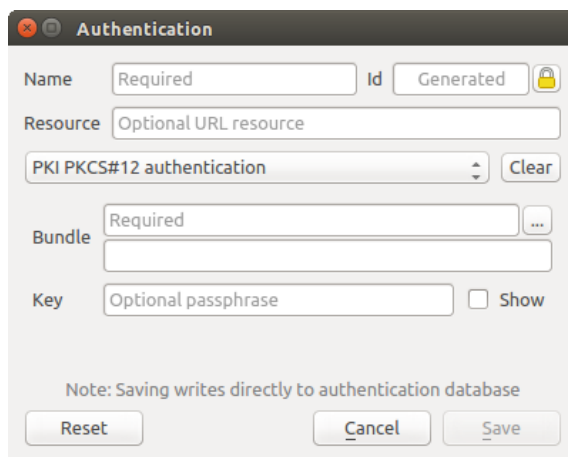 Authentication
Name Required Id Generated
Resource Optional URL resource
PKI PKCS#12 authentication Clear
Required ...
Bundle
Key Optional passphrase Show
Note: Saving writes directly to authentication database
Reset Cancel Save